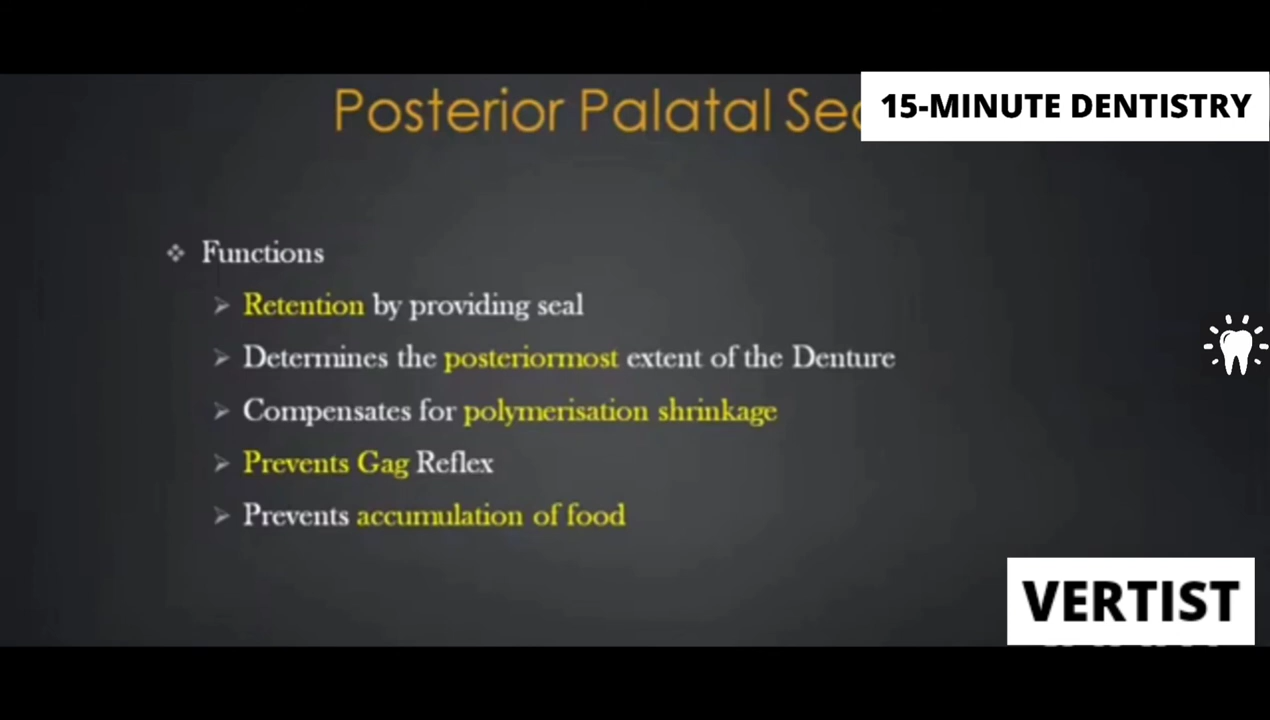 Posterior Palatal
15-MINUTE DENTISTRY
Functions
Retention by providing seal
Determines the posteriormost extent of the Denture
Compensates for polymerisation shrinkage
Prevents Gag Reflex
Prevents accumulation of food
VERTIST